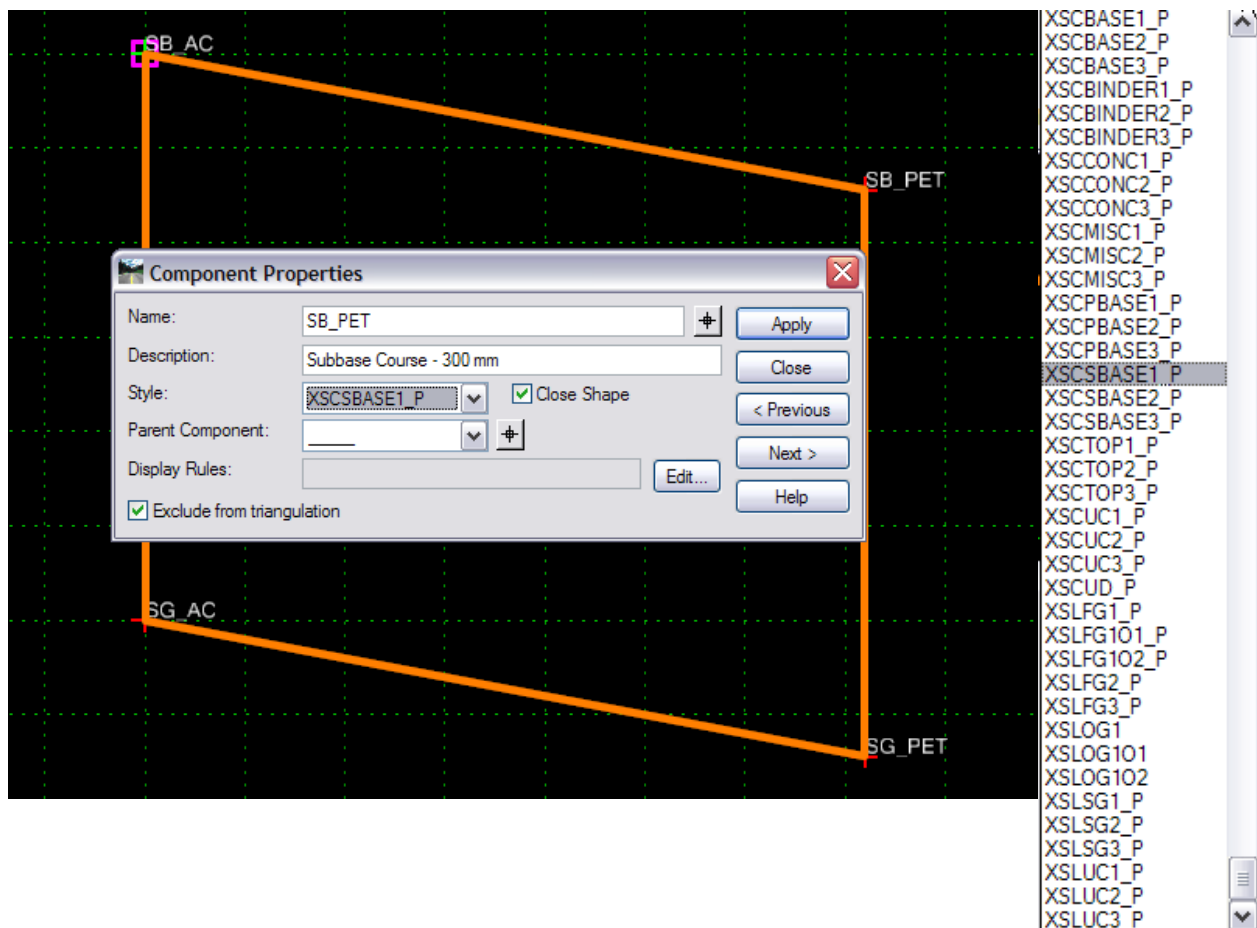 SB_AC
SB_PET
Component Properties
Name:
SB_PET
Apply
Description:
Subbase Course - 300 mm
Close
Style:
XSCSBASE1_P
Close Shape
< Previous
Parent Component:
_____
Next >
Display Rules:
Edit...
Help
Exclude from triangulation
SG_AC
SG_PET
XSCBASE1_P
XSCBASE2_P
XSCBASE3_P
XSCBINDER1_P
XSCBINDER2_P
XSCBINDER3_P
XSCCONC1_P
XSCCONC2_P
XSCCONC3_P
XSCMISC1_P
XSCMISC2_P
XSCMISC3_P
XSCPBASE1_P
XSCPBASE2_P
XSCPBASE3_P
XSCSBASE1_P
XSCSBASE2_P
XSCSBASE3_P
XSCTOP1_P
XSCTOP2_P
XSCTOP3_P
XSCUC1_P
XSCUC2_P
XSCUC3_P
XSCUD_P
XSLFG1_P
XSLFG1O1_P
XSLFG1O2_P
XSLFG2_P
XSLFG3_P
XSLOG1
XSLOG1O1
XSLOG1O2
XSLSG1_P
XSLSG2_P
XSLSG3_P
XSLUC1_P
XSLUC2_P
XSLUC3_P